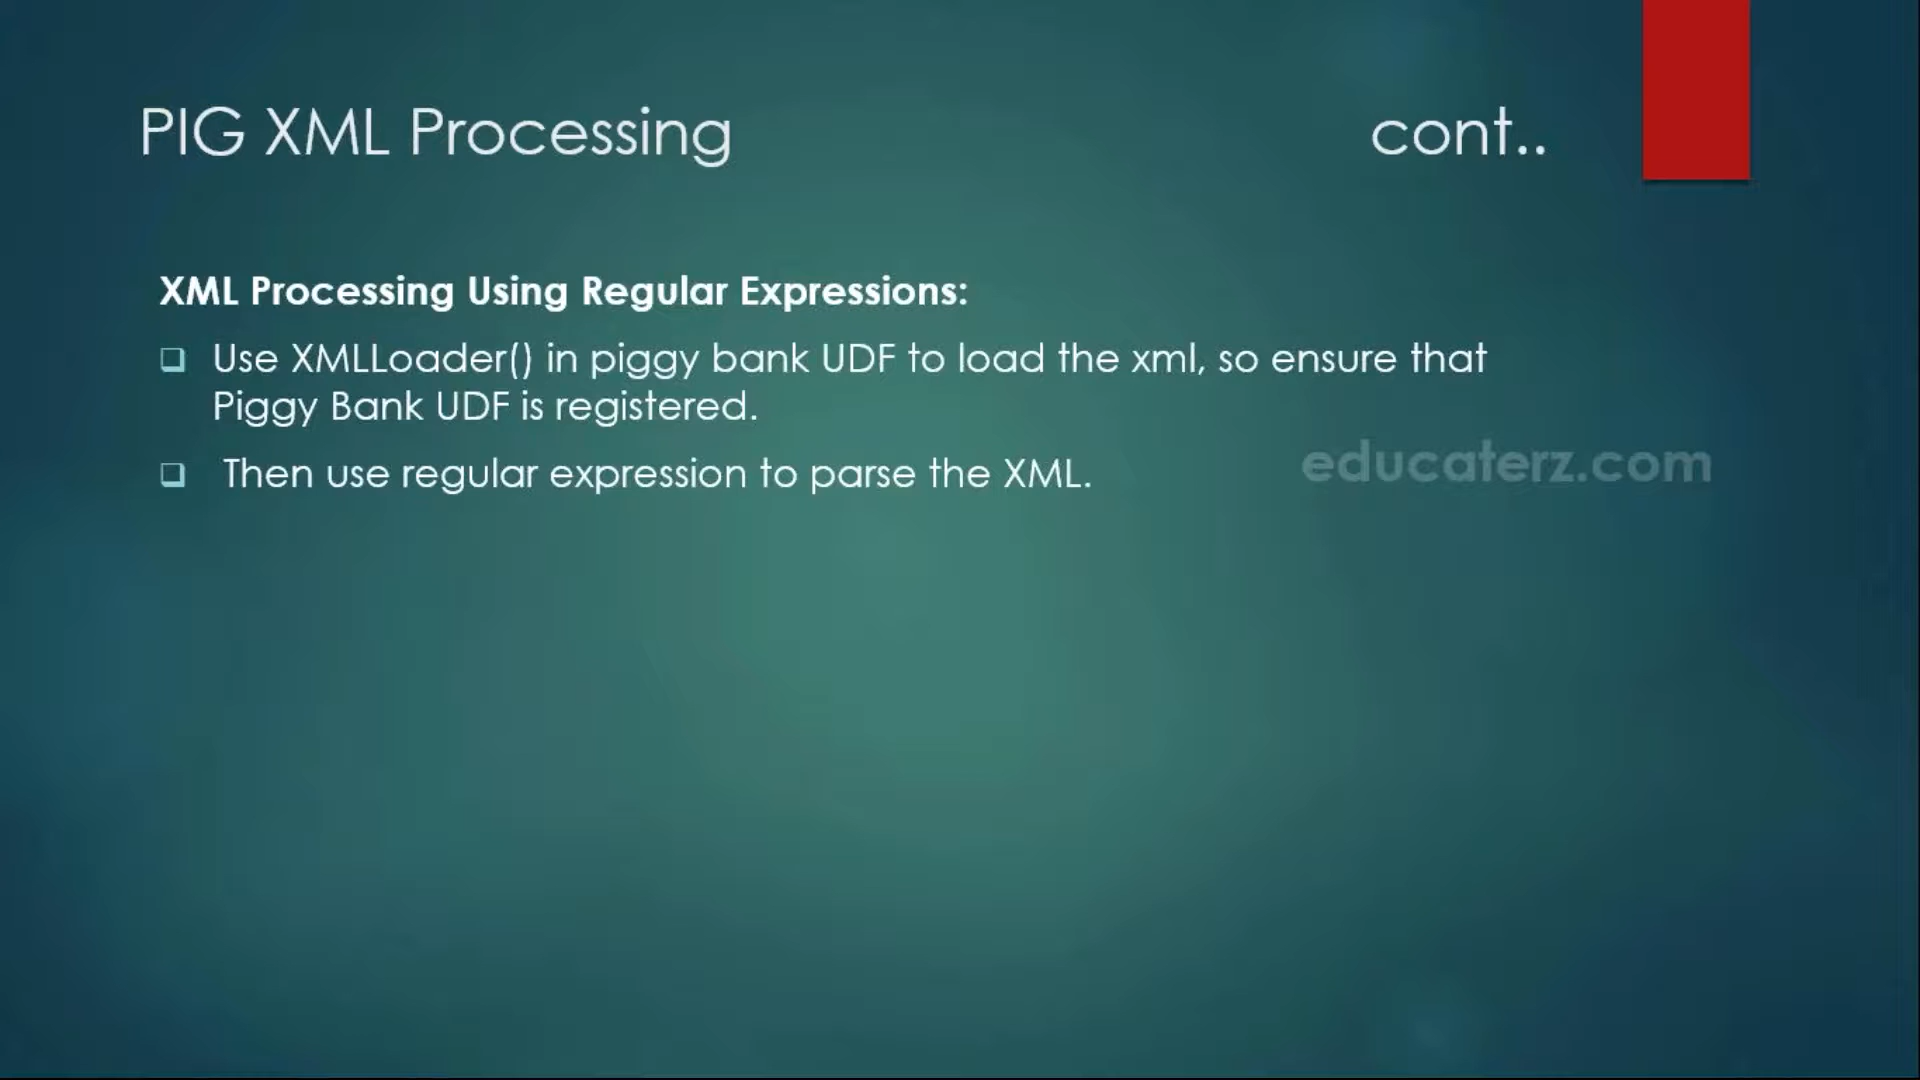 PIG XML Processing cont..
XML Processing Using Regular Expressions:
Use XMLLoader() in piggy bank UDF to load the xml, so ensure that
Piggy Bank UDF is registered.
Then use regular expression to parse the XML.
educaterz.com